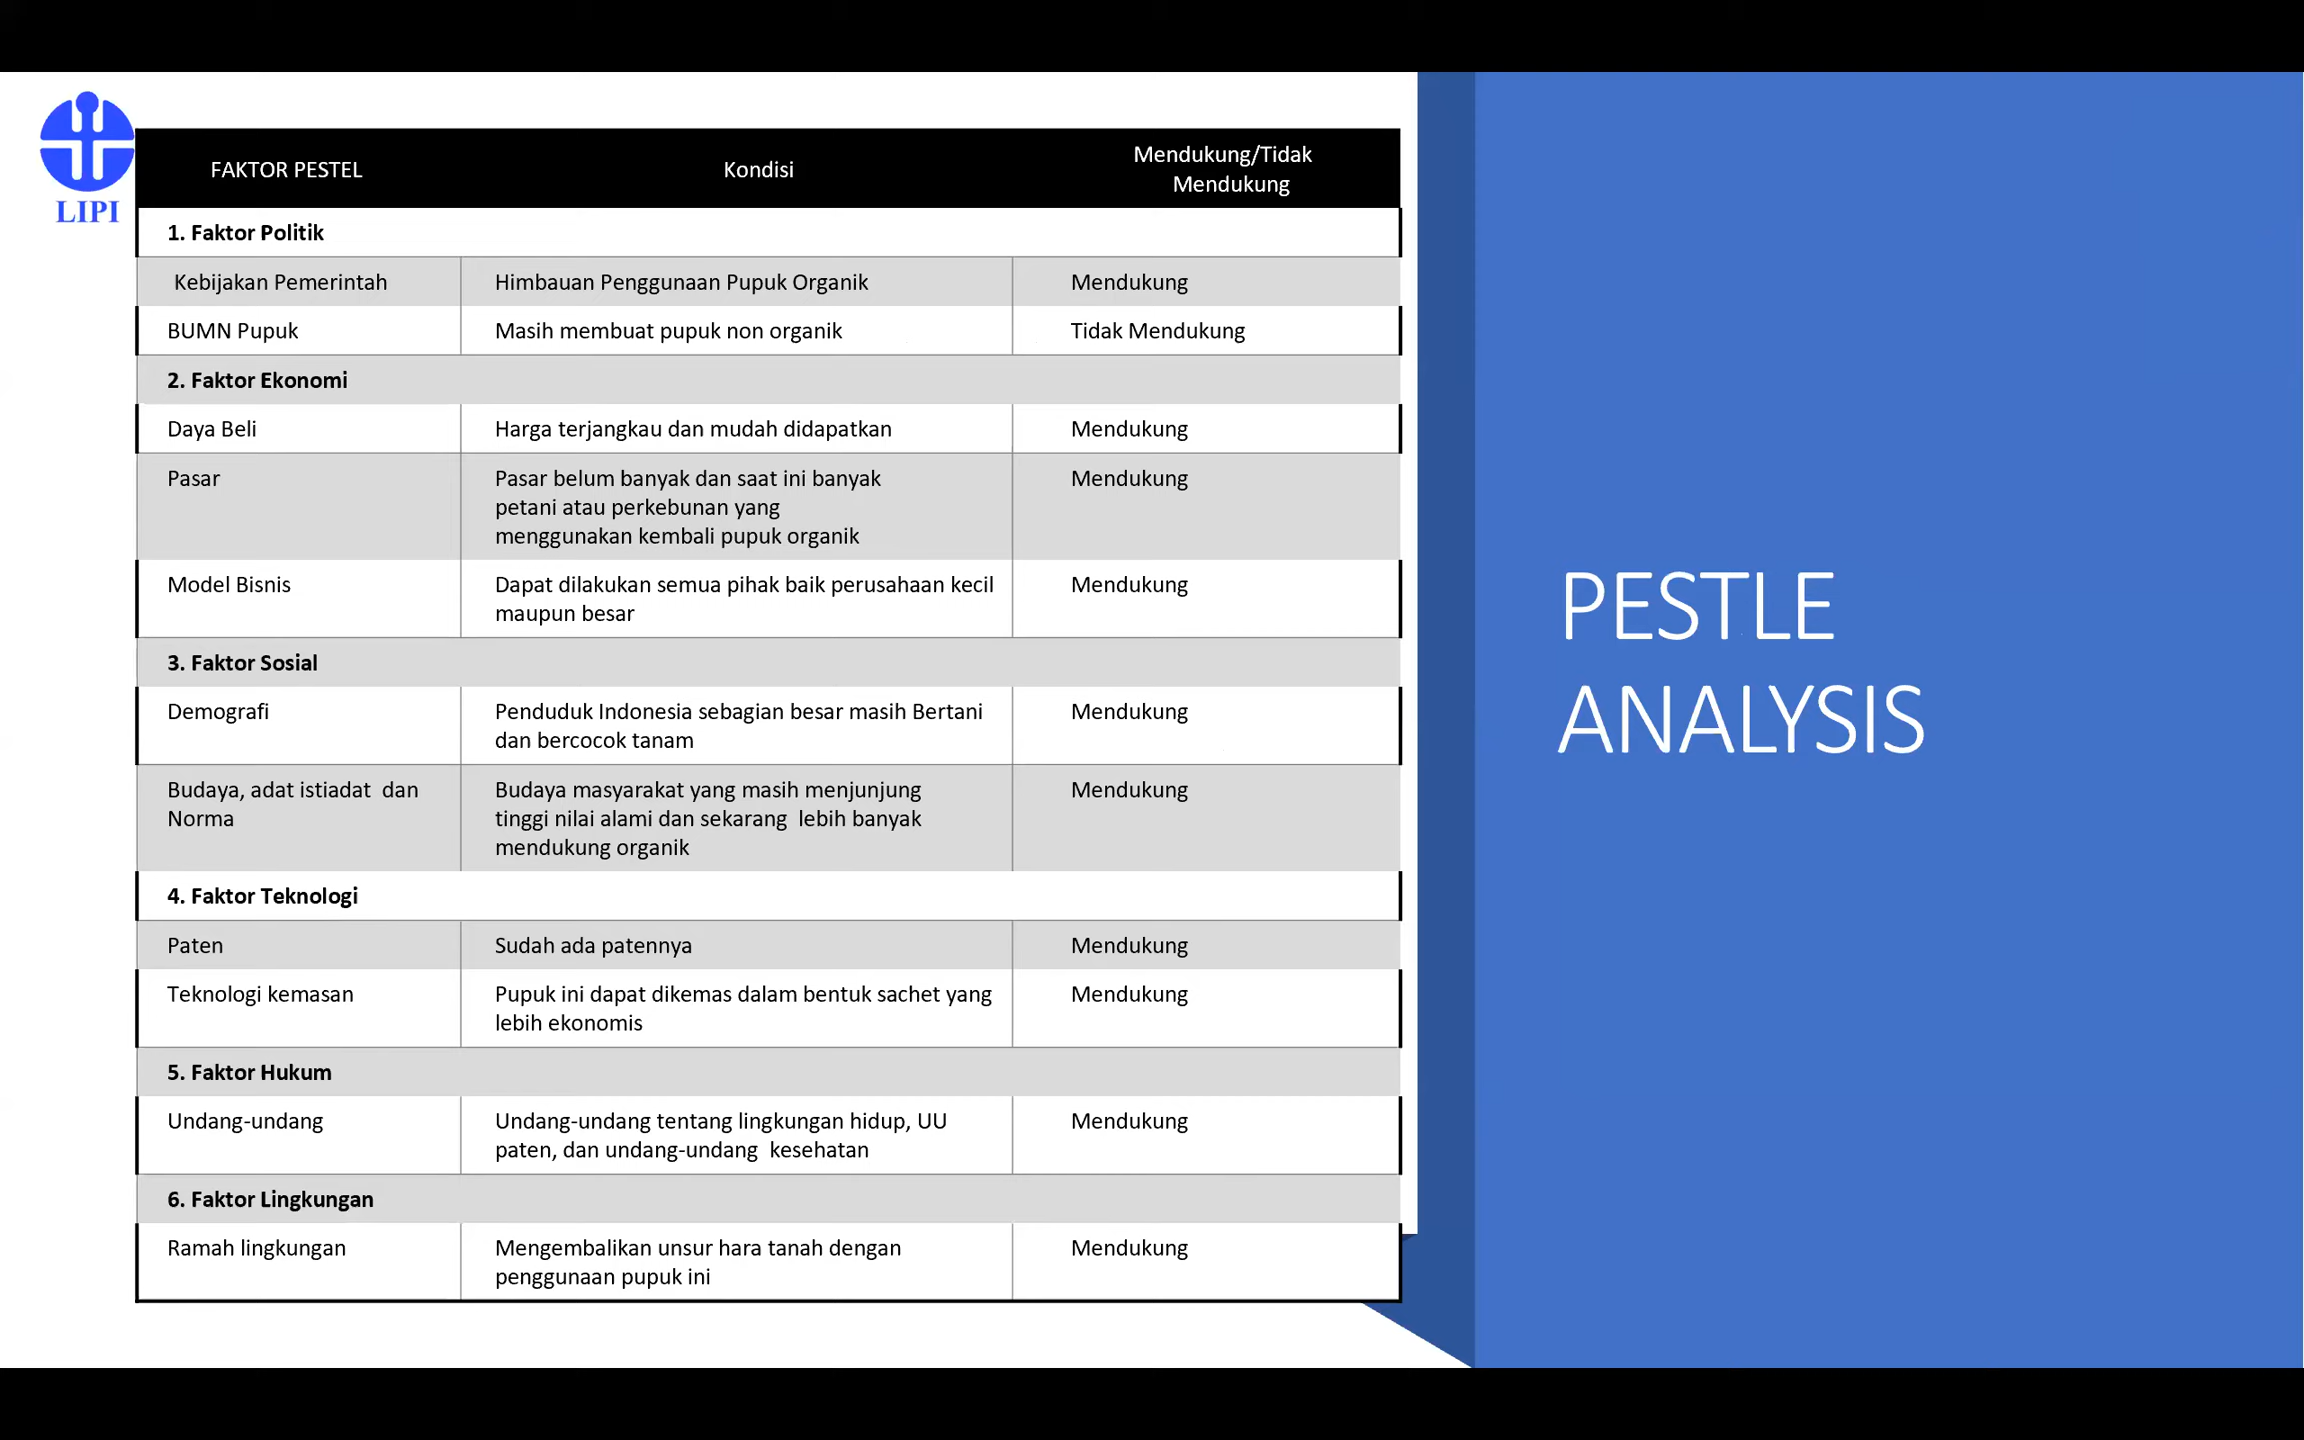 LIPI
FAKTOR PESTEL
Kondisi
Mendukung/Tidak
Mendukung
1. Faktor Politik
Kebijakan Pemerintah
Himbauan Penggunaan Pupuk Organik
Mendukung
BUMN Pupuk
Masih membuat pupuk non organik
Tidak Mendukung
2. Faktor Ekonomi
Daya Beli
Harga terjangkau dan mudah didapatkan
Mendukung
Pasar
Pasar belum banyak dan saat ini banyak
petani atau perkebunan yang
menggunakan kembali pupuk organik
Mendukung
Model Bisnis
Dapat dilakukan semua pihak baik perusahaan kecil
maupun besar
Mendukung
3. Faktor Sosial
Demografi
Penduduk Indonesia sebagian besar masih Bertani
dan bercocok tanam
Mendukung
Budaya, adat istiadat  dan
Norma
Budaya masyarakat yang masih menjunjung
tinggi nilai alami dan sekarang  lebih banyak
mendukung organik
Mendukung
4. Faktor Teknologi
Paten
Sudah ada patennya
Mendukung
Teknologi kemasan
Pupuk ini dapat dikemas dalam bentuk sachet yang
lebih ekonomis
Mendukung
5. Faktor Hukum
Undang-undang
Undang-undang tentang lingkungan hidup, UU
paten, dan undang-undang  kesehatan
Mendukung
6. Faktor Lingkungan
Ramah lingkungan
Mengembalikan unsur hara tanah dengan
penggunaan pupuk ini
Mendukung
PESTLE
ANALYSIS